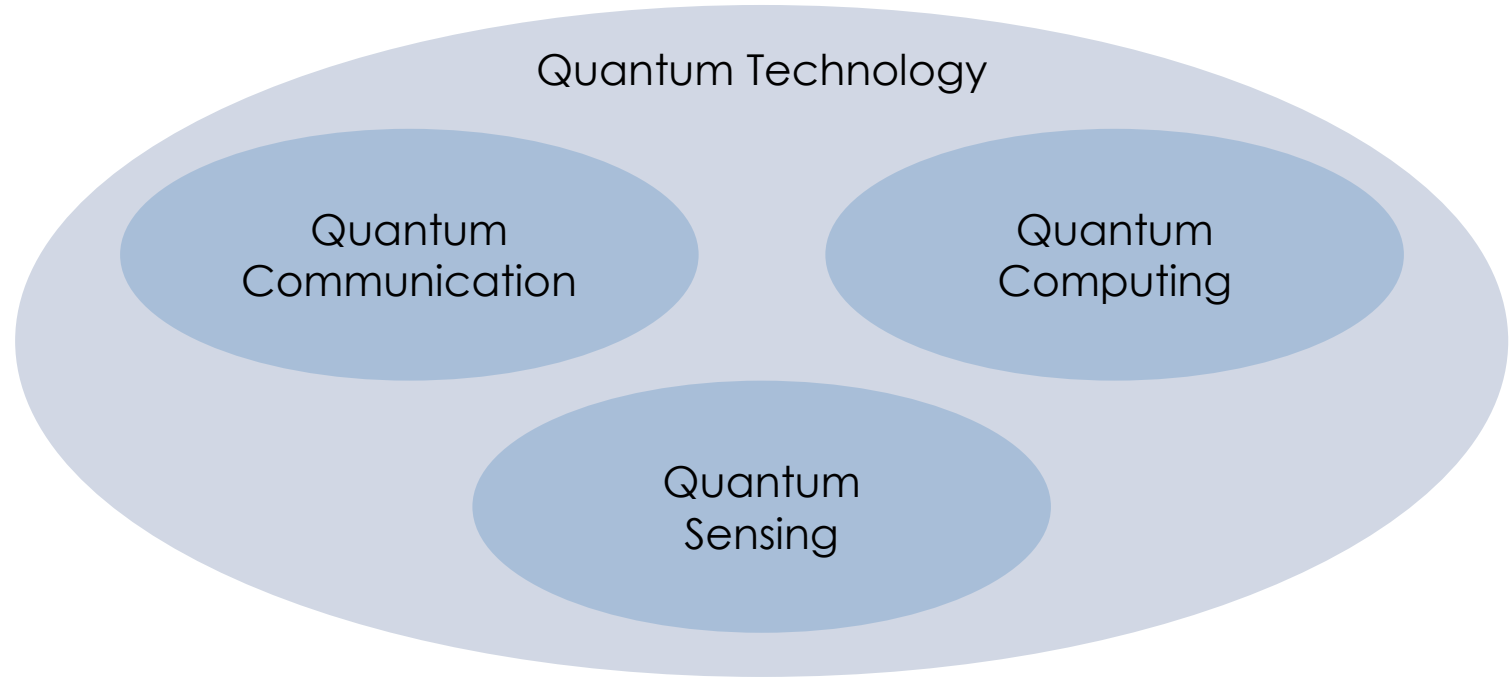 Quantum Technology
Quantum
Communication
Quantum
Computing
Quantum
Sensing